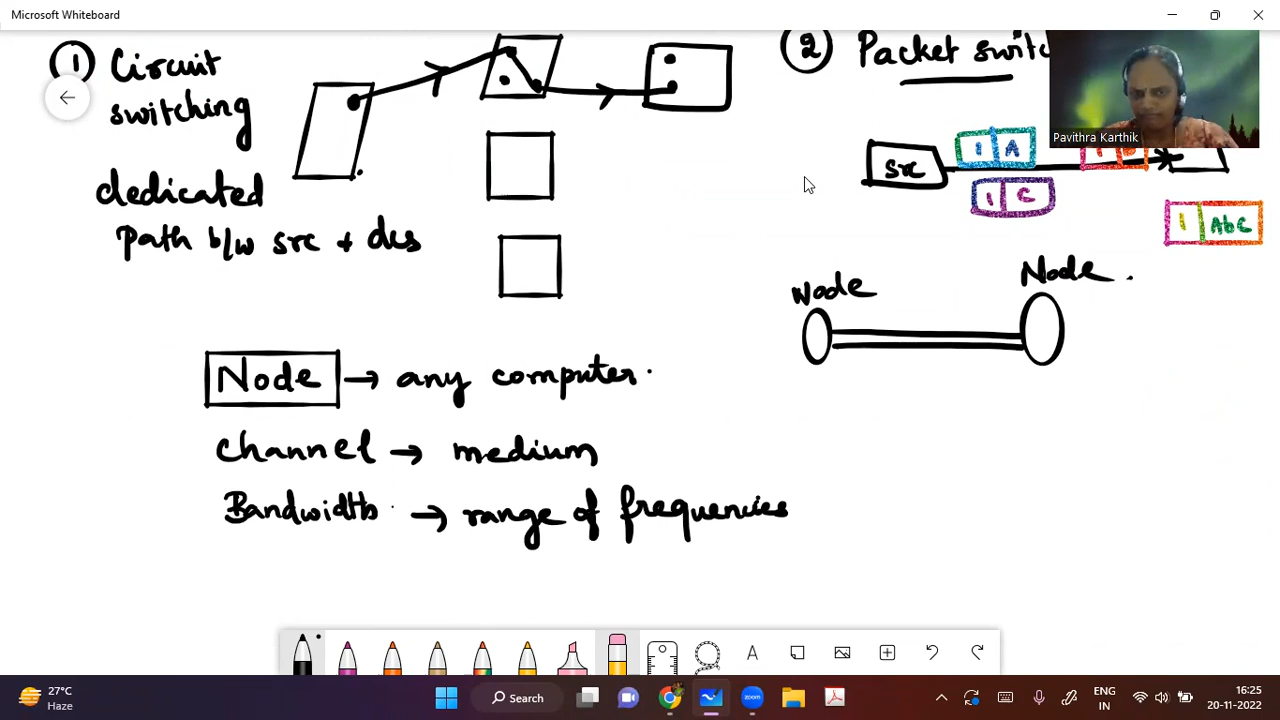 Microsoft Whiteboard
1 Circuit
switching
dedicated
Path b/w src + des
2 Packet
Pavithra Karthik
src
1 A
1 C
1 AbC
Node
Node
Node → any computer.
channel → medium
Bandwidth → range of frequencies
A
27°C
Haze
Search
zoom
ENG
IN
16:25
20-11-2022